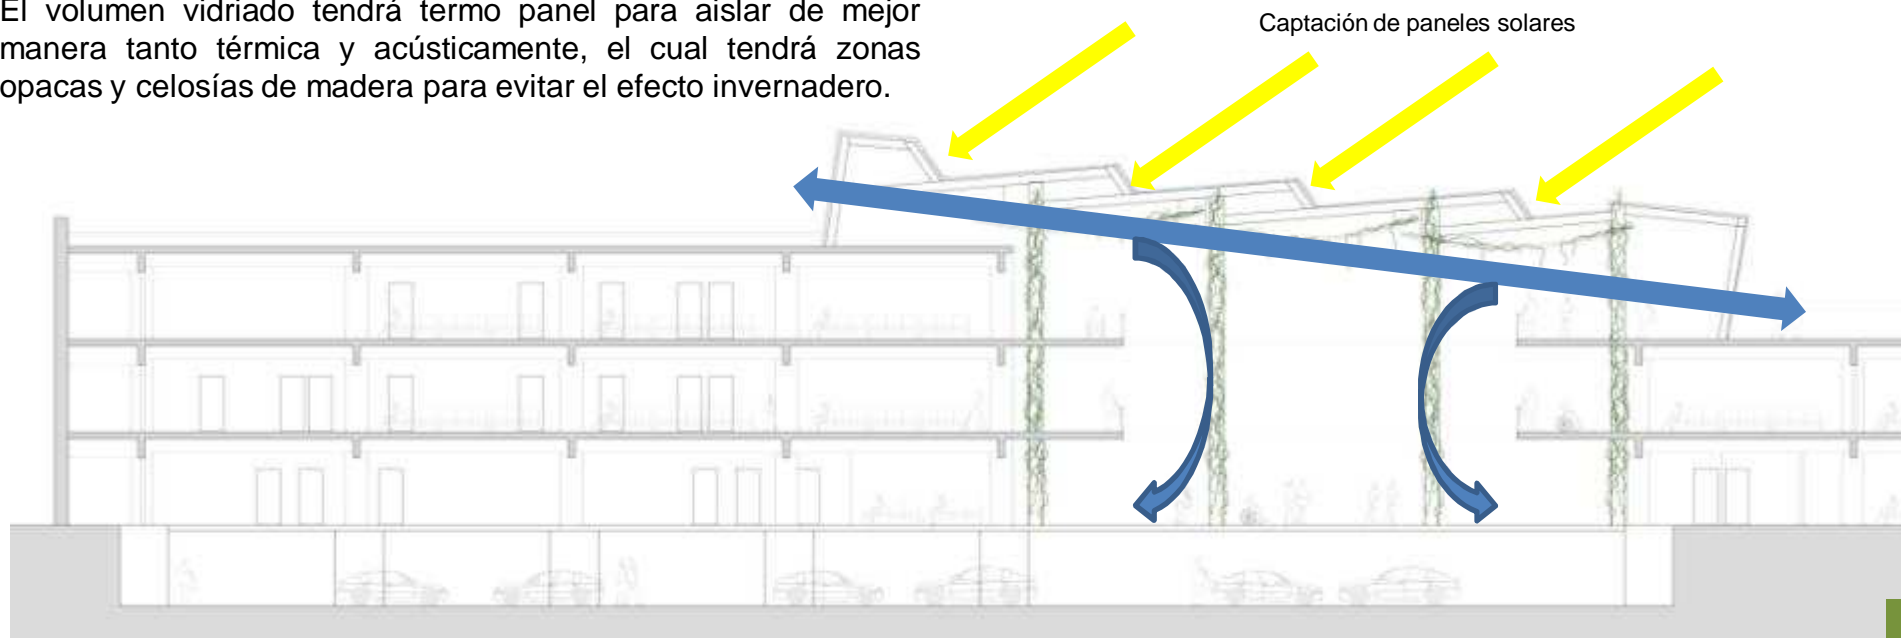 El volumen vidriado tendrá termo panel para aislar de mejor
manera tanto térmica y acústicamente, el cual tendrá zonas
opacas y celosías de madera para evitar el efecto invernadero.
Captación de paneles solares